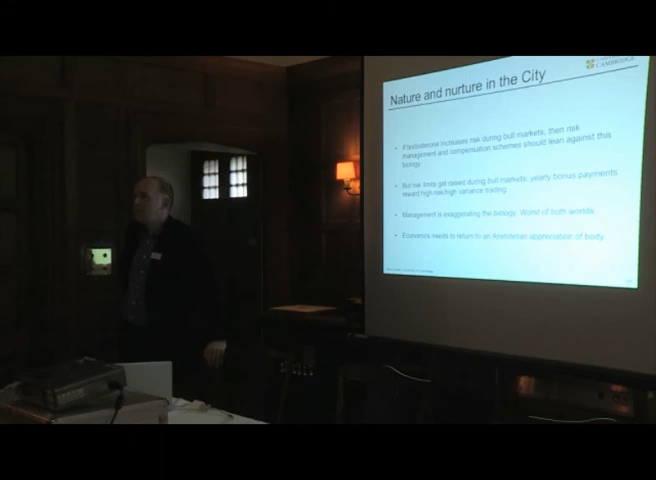 CAMBRIDGE
Nature and nurture in the City
• If testosterone increases risk during bull markets, then risk
management and compensation schemes should lean against this
biology.
• But risk limits get raised during bull markets; yearly bonus payments
reward high risk/high variance trading
• Management is exaggerating the biology. Worst of both worlds.
• Economics needs to return to an Aristotelian appreciation of body.